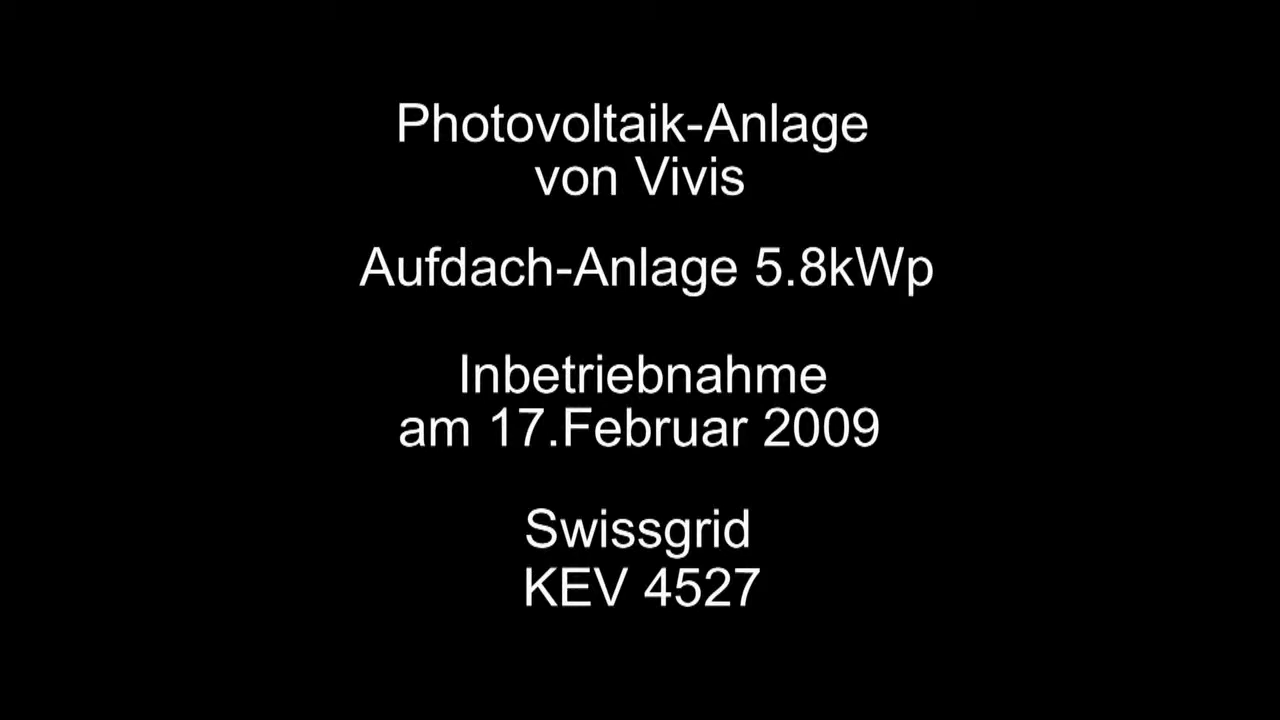 Photovoltaik-Anlage
von Vivis
Aufdach-Anlage 5.8kWp
Inbetriebnahme
am 17.Februar 2009
Swissgrid
KEV 4527